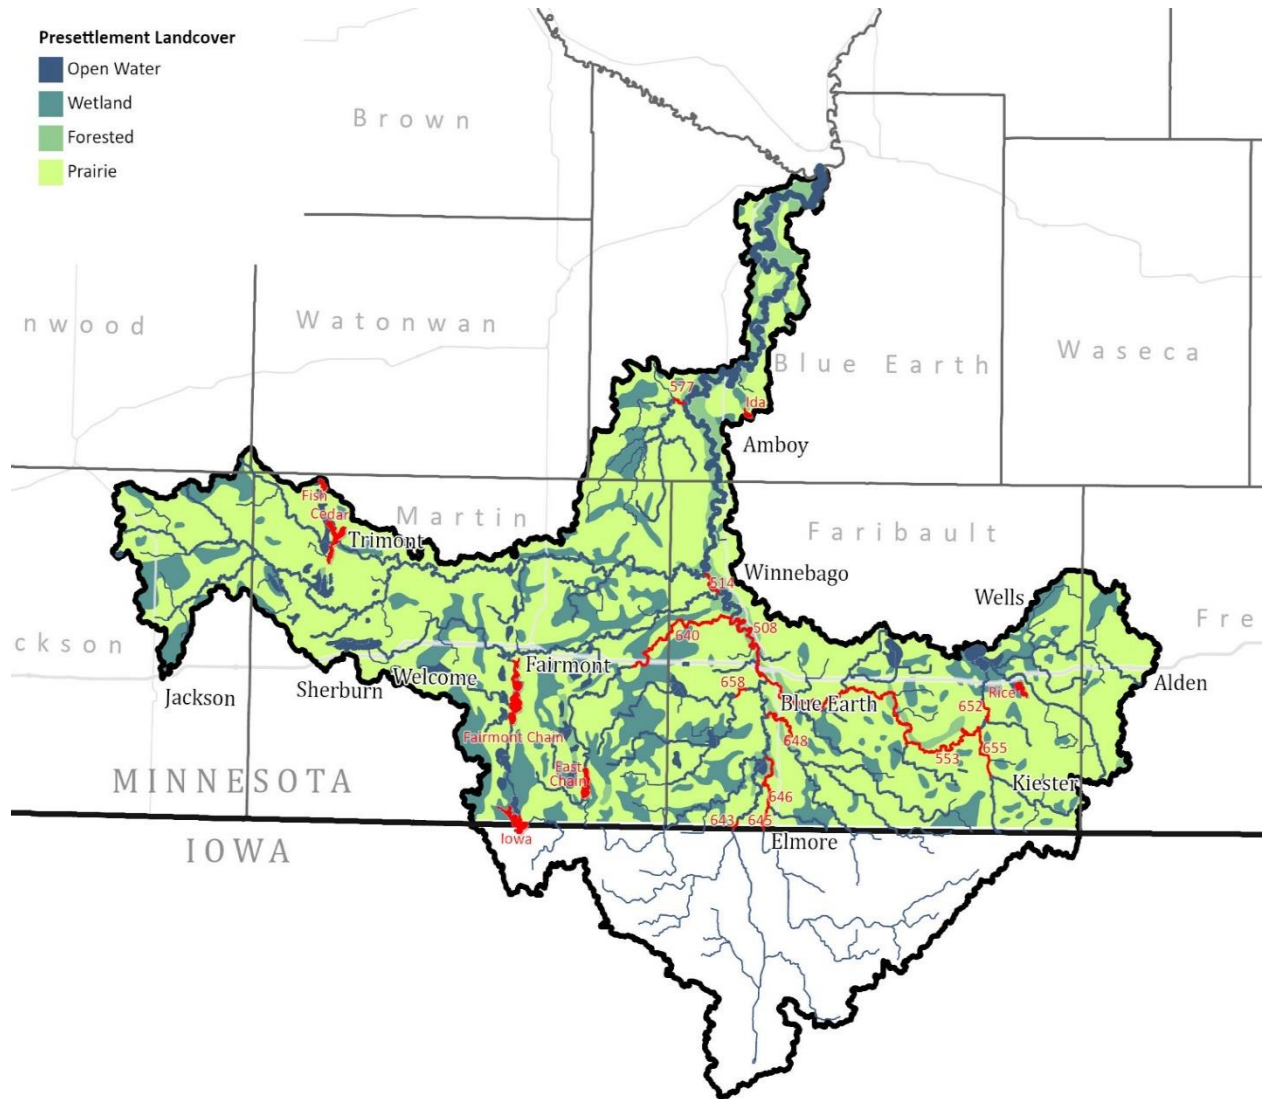 Presettlement Landcover
Open Water
Wetland
Forested
Prairie
Brown
nwood
Watonwan
Blue Earth
Waseca
577
Ida
Amboy
Fish
Cedar
Trimont
Martin
Faribault
Winnebago
514
Wells
Fre
ckson
640
508
Fairmont
Welcome
Sherburn
Jackson
658
Blue Earth
Rice
652
Alden
Fairmont Chain
648
553
655
East
Chain
Kiester
MINNESOTA
646
643
645
Iowa
Elmore
IOWA